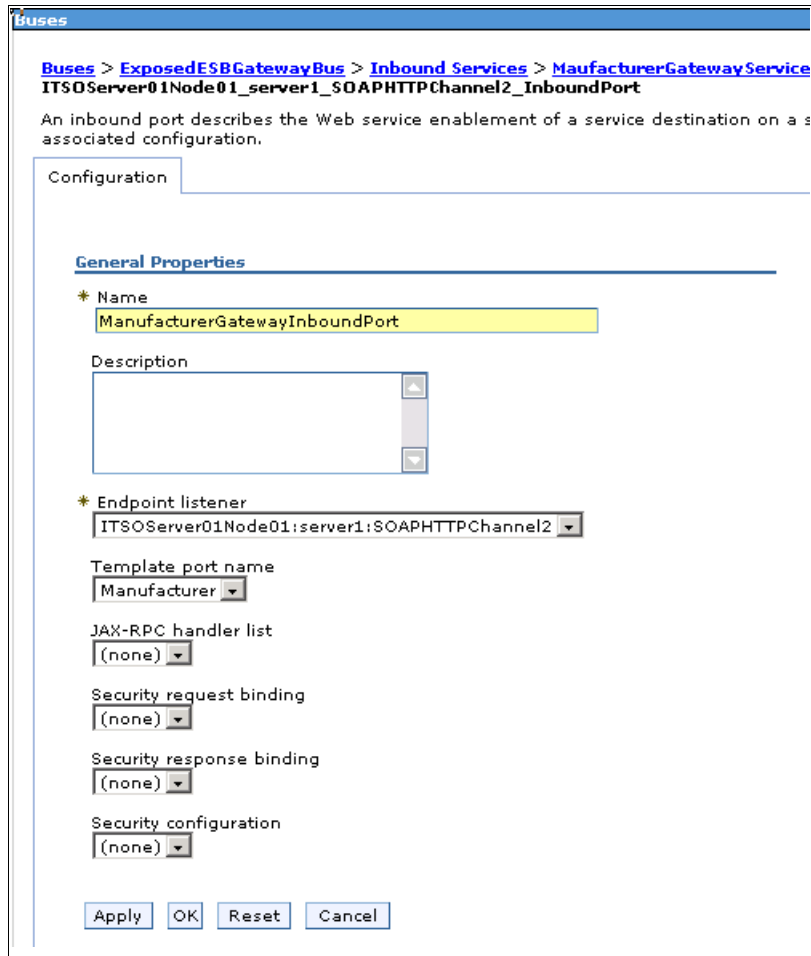 Buses
Buses > ExposedESBGatewayBus > Inbound Services > MaufacturerGatewayService
ITSOServer01Node01_server1_SOAPHTTPChannel2_InboundPort
An inbound port describes the Web service enablement of a service destination on a s
associated configuration.
Configuration
General Properties
* Name
ManufacturerGatewayInboundPort
Description
* Endpoint listener
ITSOServer01Node01:server1:SOAPHTTPChannel2
Template port name
Manufacturer
JAX-RPC handler list
(none)
Security request binding
(none)
Security response binding
(none)
Security configuration
(none)
Apply OK Reset Cancel